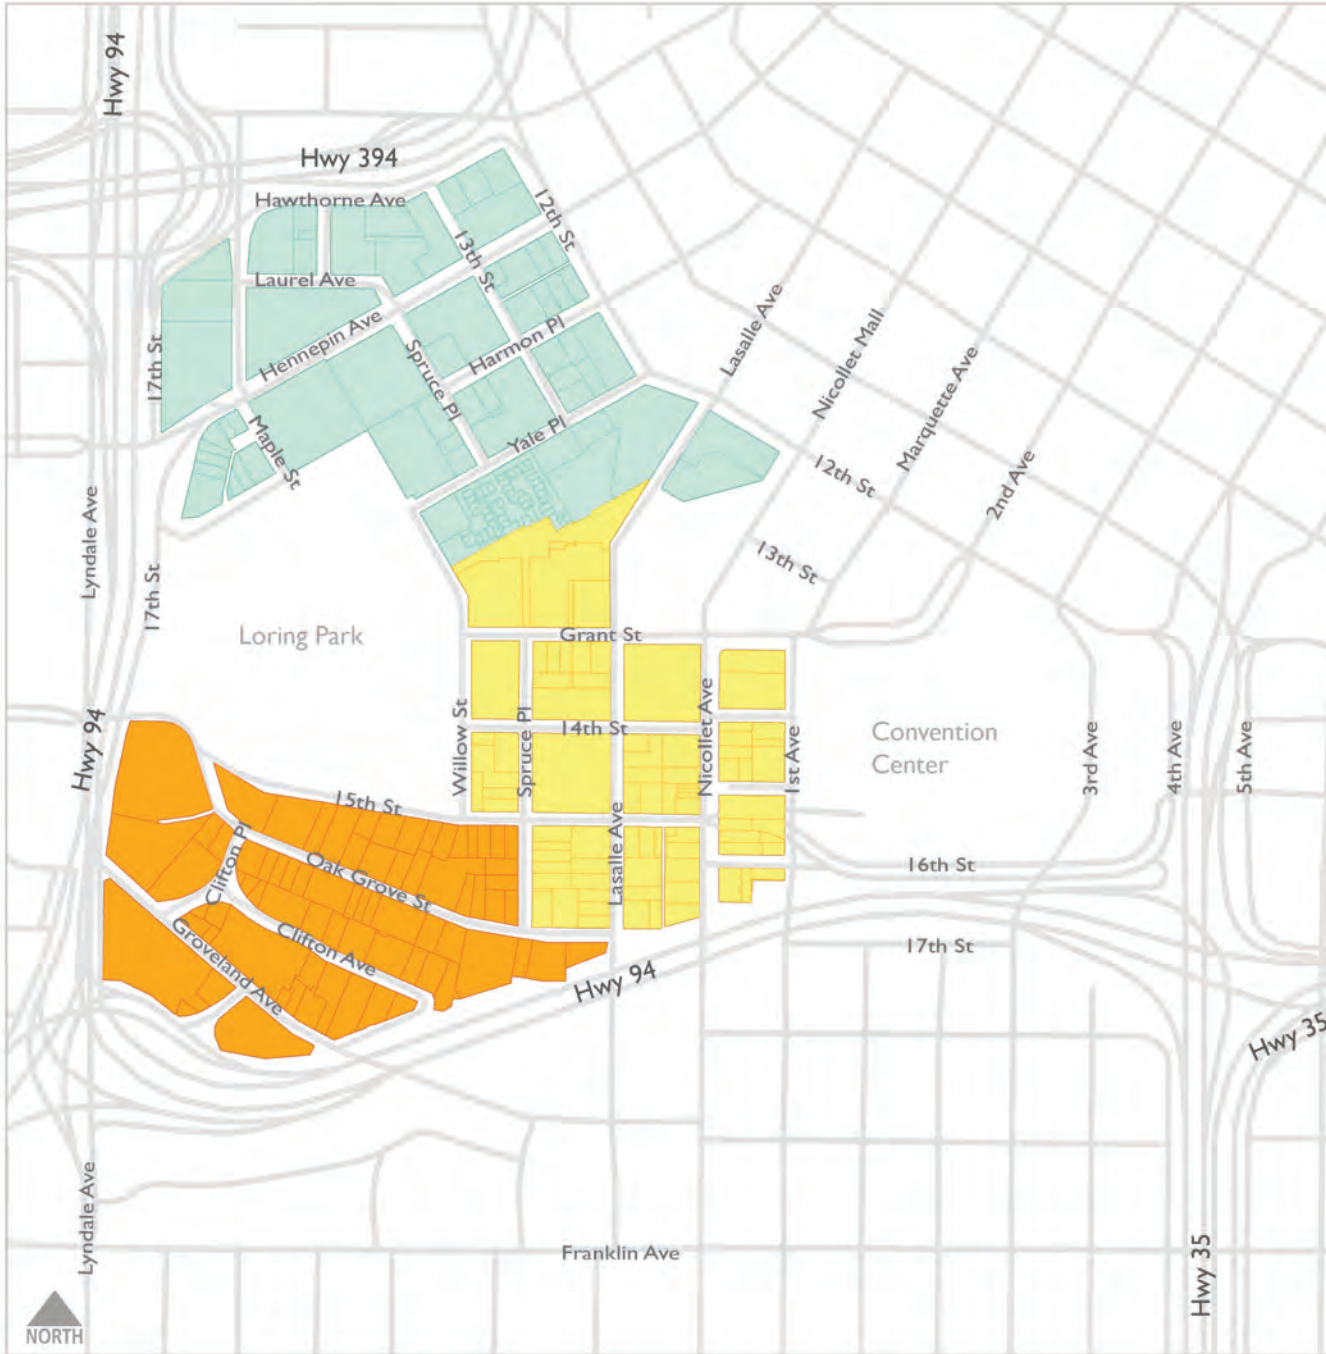 Hwy 94
Hwy 394
Hawthorne Ave
12th St
13th St
Laurel Ave
Lasalle Ave
Hennepin Ave
Harmon Pl
Nicollet Mall
17th St
Spruce Pl
Marquette Ave
Maple St
Yale Pl
12th St
2nd Ave
Lyndale Ave
13th St
17th St
Loring Park
Grant St
Willow St
Spruce Pl
14th St
Nicollet Ave
1st Ave
Convention
Center
3rd Ave
4th Ave
5th Ave
Hwy 94
15th St
Lasalle Ave
Clifton Pl
Oak Grove St
16th St
Clifton Ave
Groveland Ave
17th St
Hwy 94
Hwy 35
Lyndale Ave
Franklin Ave
Hwy 35
NORTH